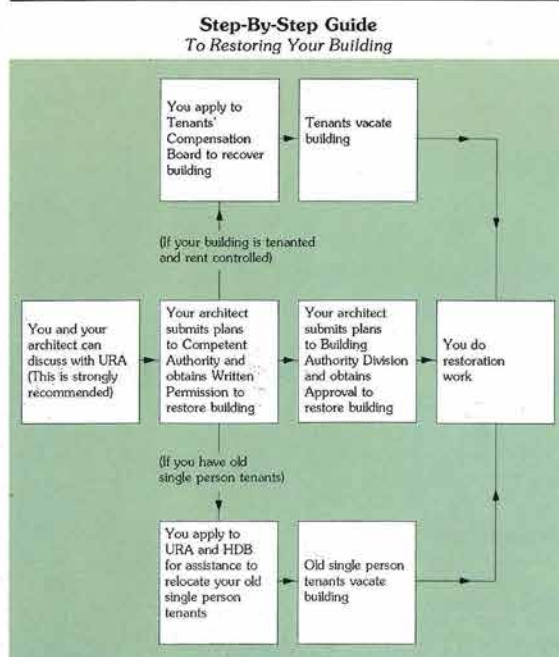 Step-By-Step Guide
To Restoring Your Building
You apply to
Tenants'
Compensation
Board to recover
building
Tenants vacate
building
(If your building is tenanted
and rent controlled)
You and your
architect can
discuss with URA
(This is strongly
recommended)
Your architect
submits plans
to Competent
Authority and
obtains Written
Permission to
restore building
Your architect
submits plans
to Building
Authority Division
and obtains
Approval to
restore building
You do
restoration
work
(If you have old
single person tenants)
You apply to
URA and HDB
for assistance to
relocate your old
single person
tenants
Old single person
tenants vacate
building